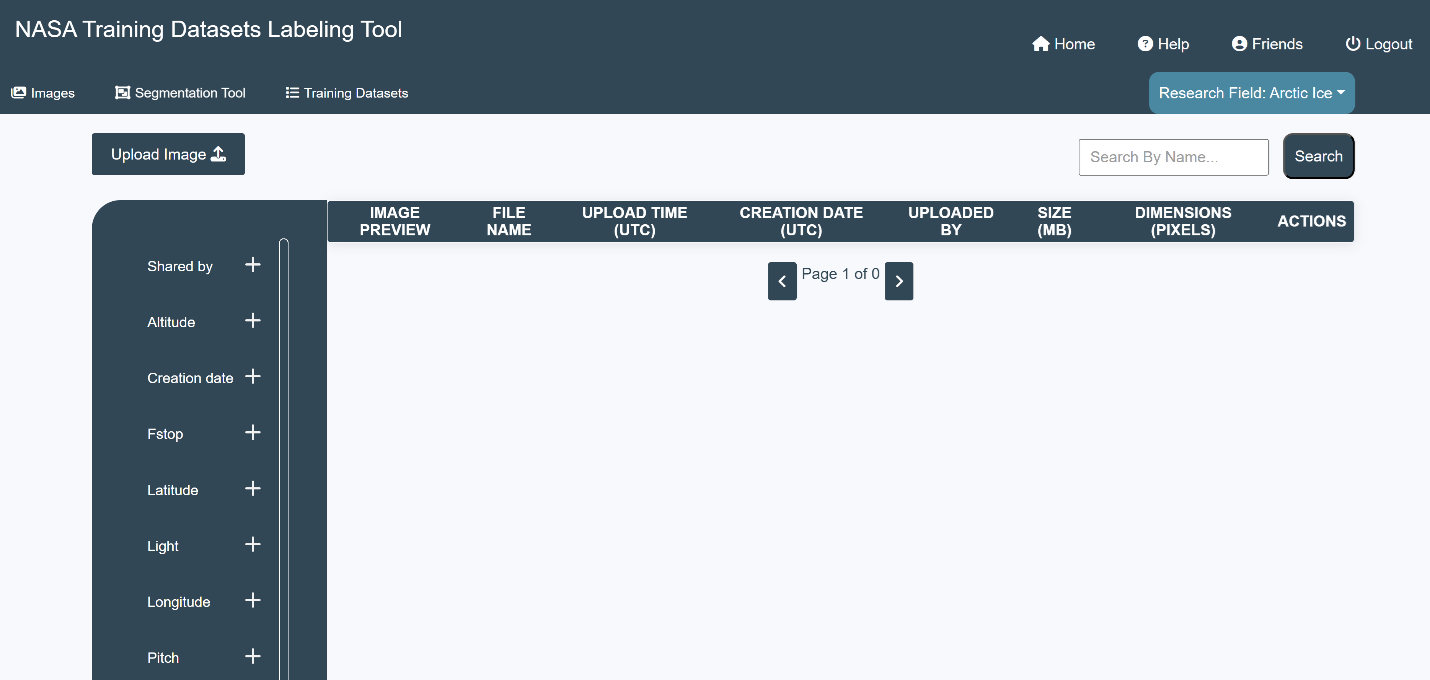 NASA Training Datasets Labeling Tool
Home
Help
Friends
Logout
Images
Segmentation Tool
Training Datasets
Research Field: Arctic Ice
Upload Image
Search By Name...
Search
IMAGE PREVIEW
FILE NAME
UPLOAD TIME (UTC)
CREATION DATE (UTC)
UPLOADED BY
SIZE (MB)
DIMENSIONS (PIXELS)
ACTIONS
Page 1 of 0
Shared by
Altitude
Creation date
Fstop
Latitude
Light
Longitude
Pitch